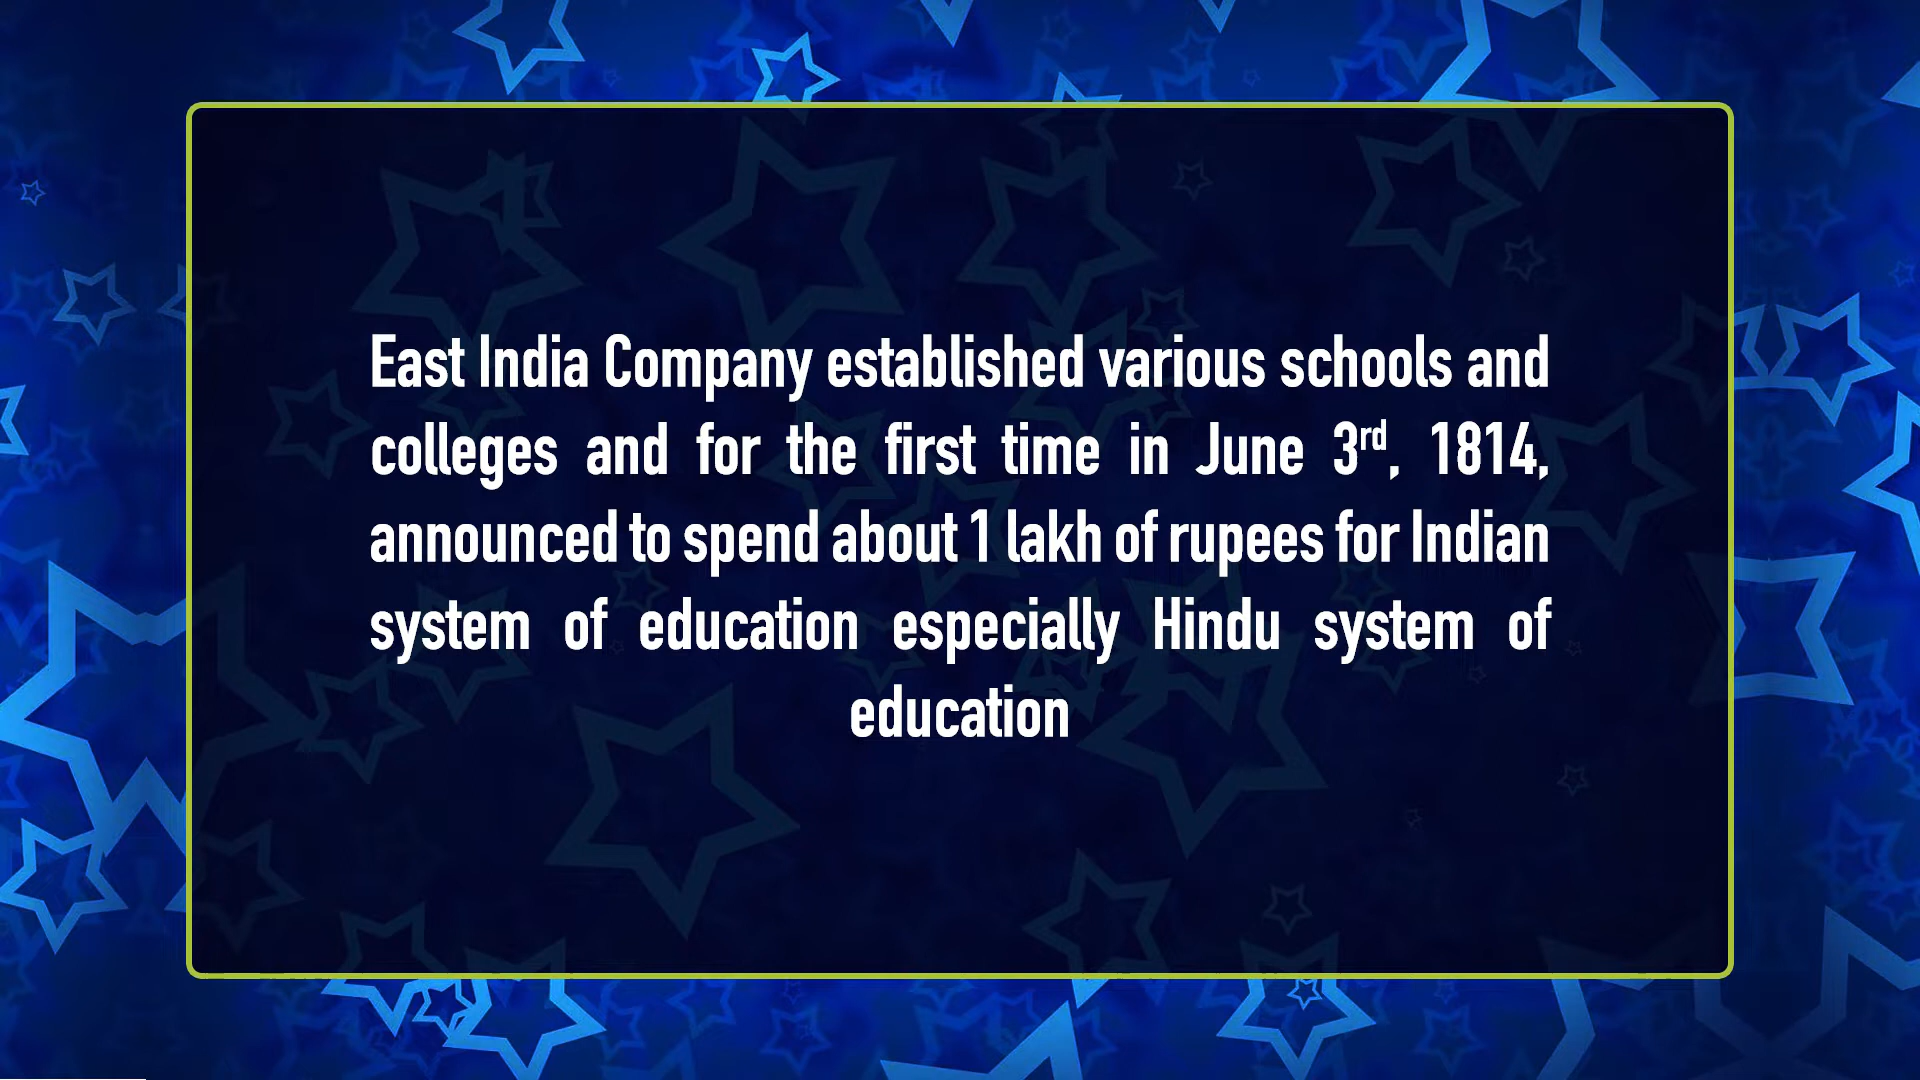 East India Company established various schools and
colleges and for the first time in June 3rd, 1814,
announced to spend about 1 lakh of rupees for Indian
system of education especially Hindu system of
education